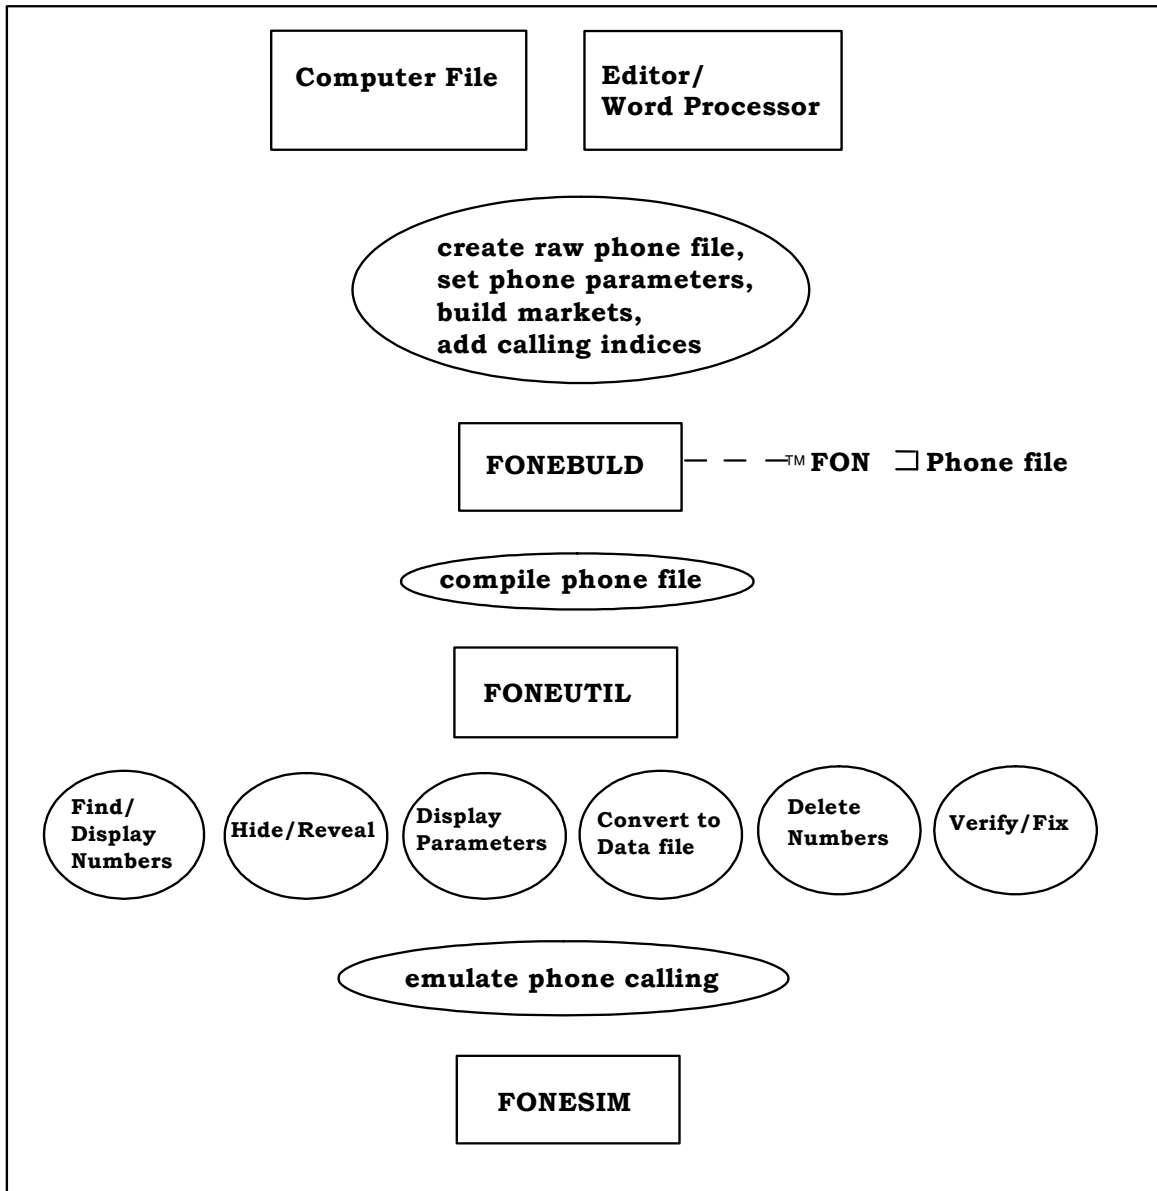 Computer File
Editor/
Word Processor
create raw phone file,
set phone parameters,
build markets,
add calling indices
FONEBULD
™ FON
Phone file
compile phone file
FONEUTIL
Find/
Display
Numbers
Hide/Reveal
Display
Parameters
Convert to
Data file
Delete
Numbers
Verify/Fix
emulate phone calling
FONESIM